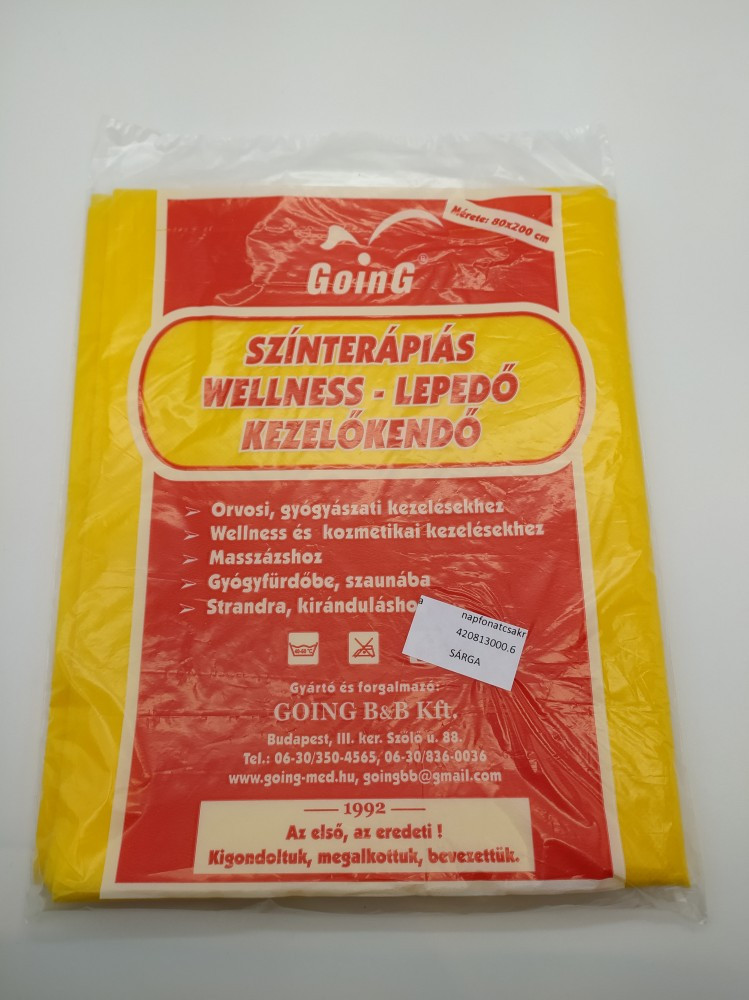 Mérete: 80x200 cm
GoinG®
SZÍNTERÁPIÁS
WELLNESS - LEPEDŐ
KEZELŐKENDŐ
➢ Orvosi, gyógyászati kezelésekhez
➢ Wellness és kozmetikai kezelésekhez
➢ Masszázshoz
➢ Gyógyfürdőbe, szaunába
➢ Strandra, kirándulásho
a
napfonatcsakr
420813000.6
SÁRGA
Gyártó és forgalmazó:
GOING B&B Kft.
Budapest, III. ker. Szőlő ú. 88.
Tel.: 06-30/350-4565, 06-30/836-0036
www.going-med.hu, goingbb@gmail.com
1992
Az első, az eredeti !
Kigondoltuk, megalkottuk, bevezettük.